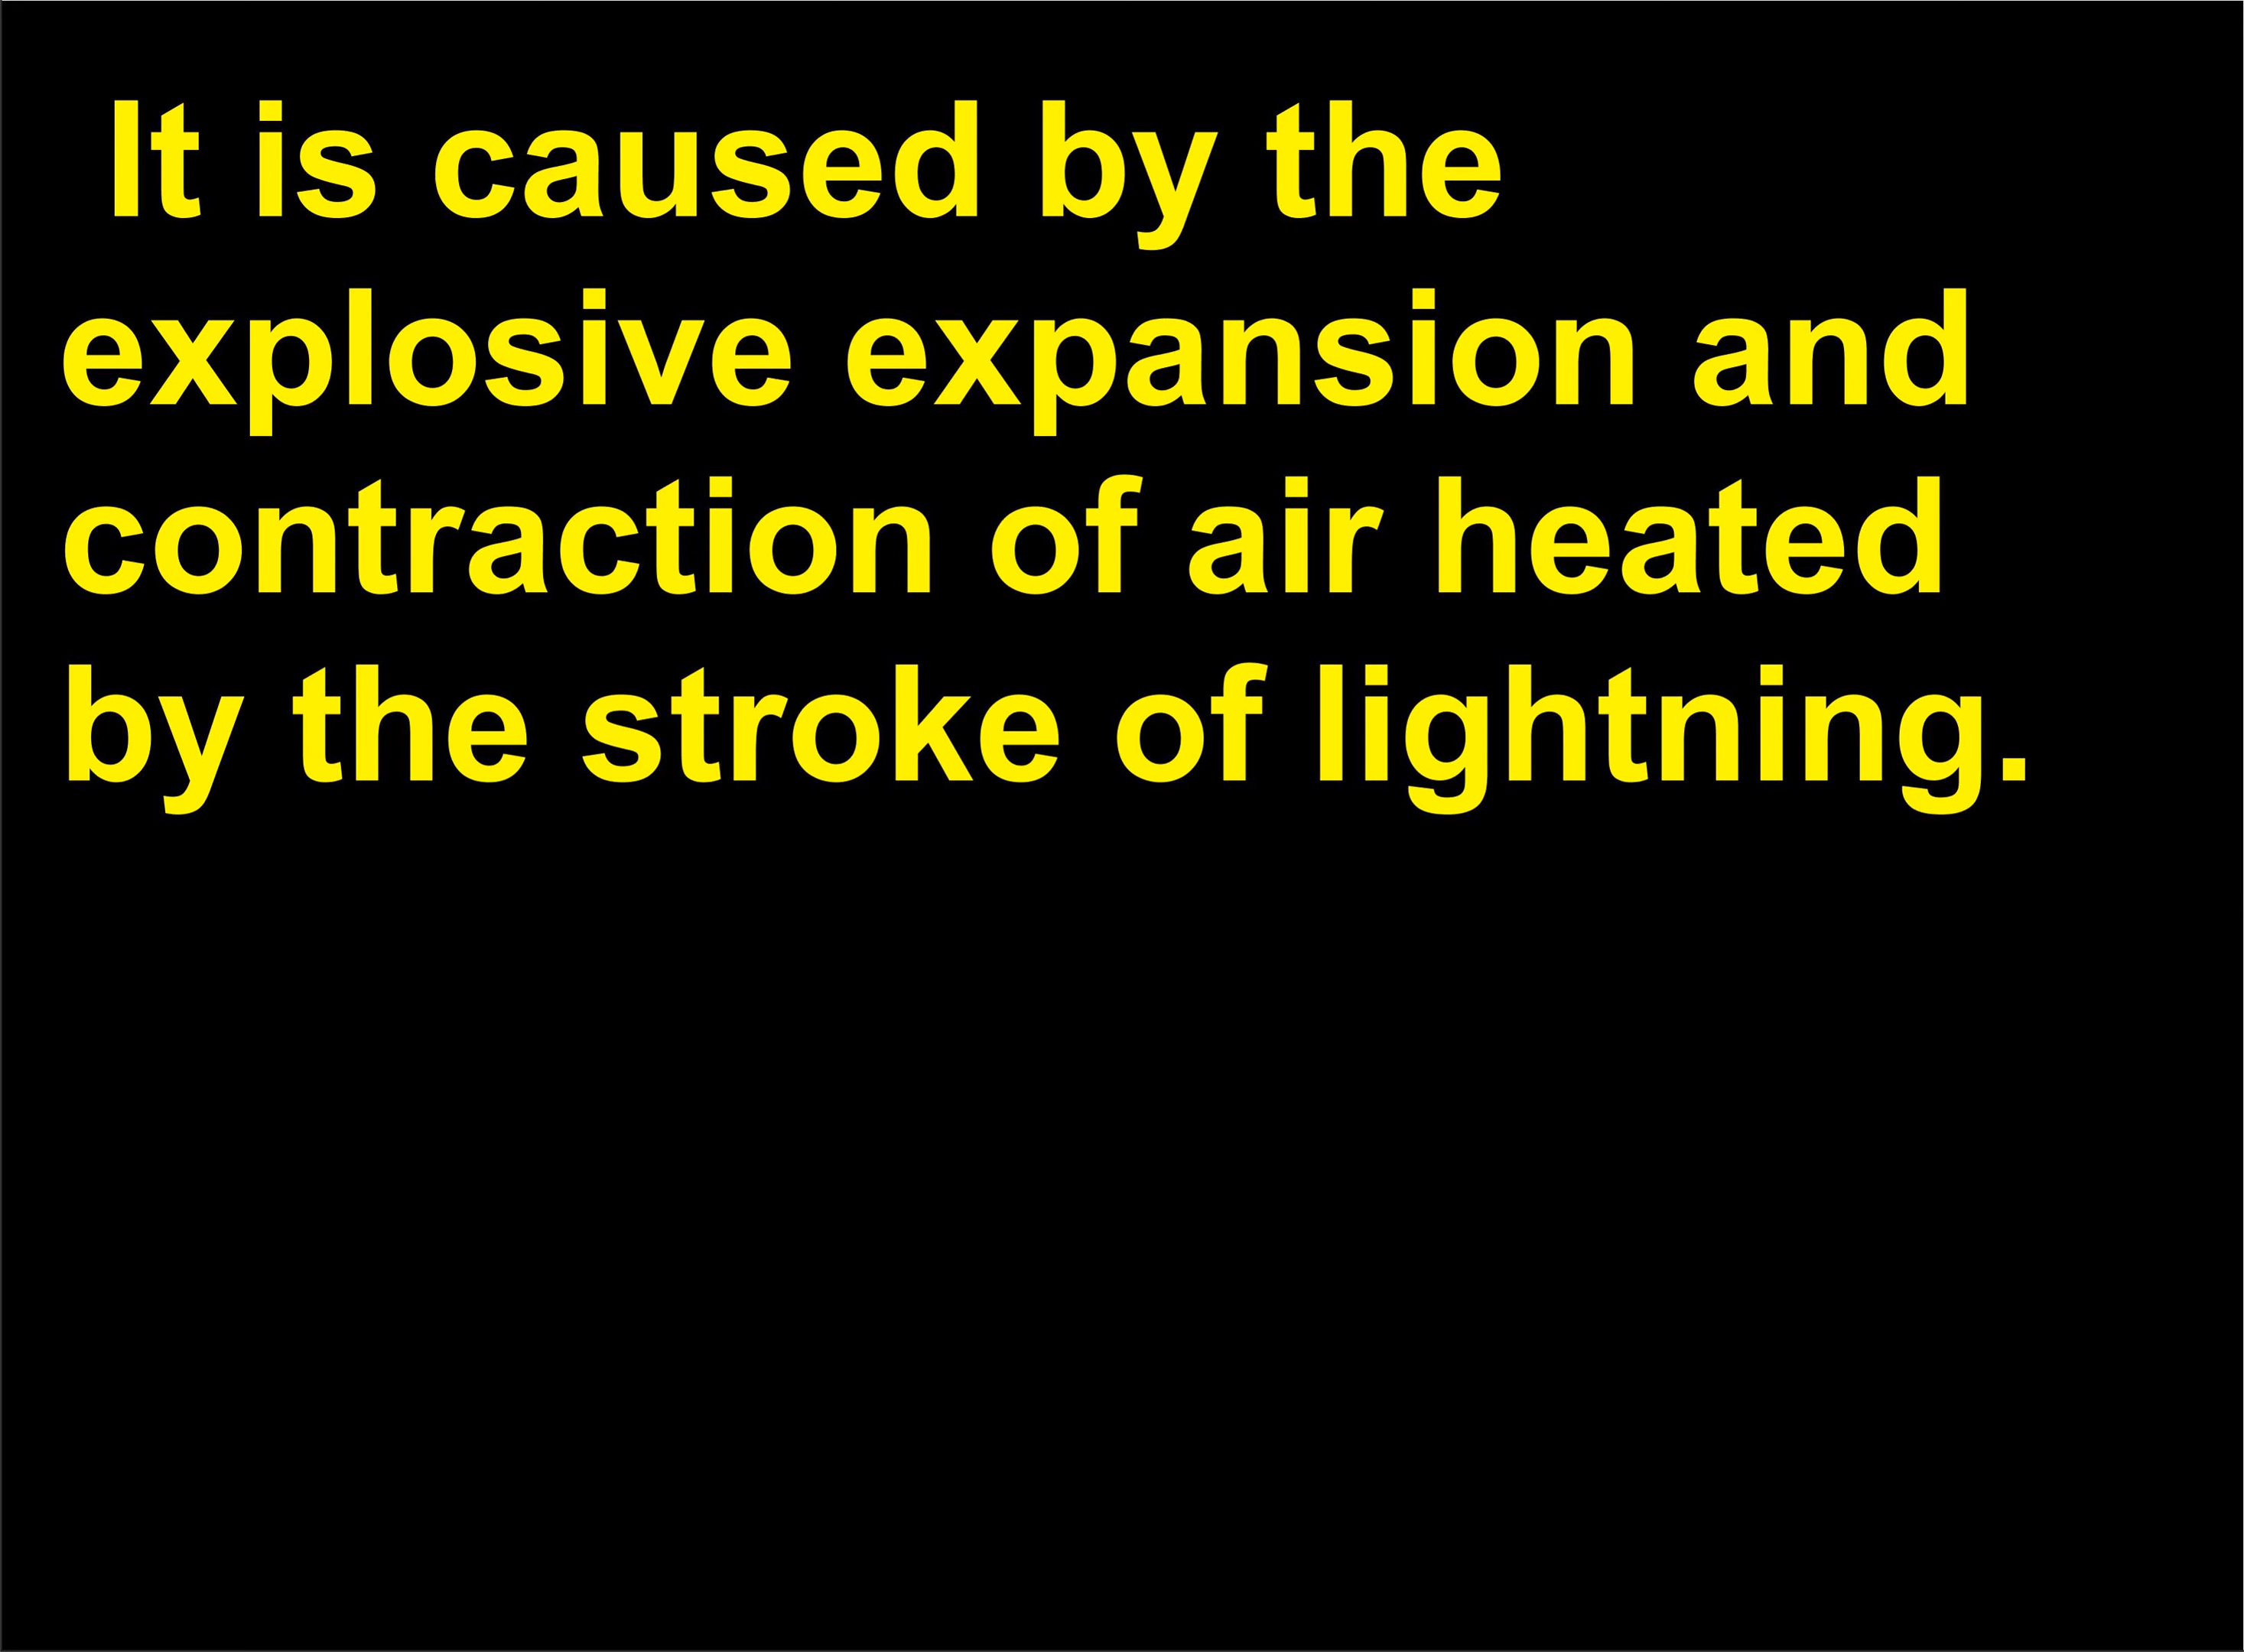 It is caused by the
explosive expansion and
contraction of air heated
by the stroke of lightning.